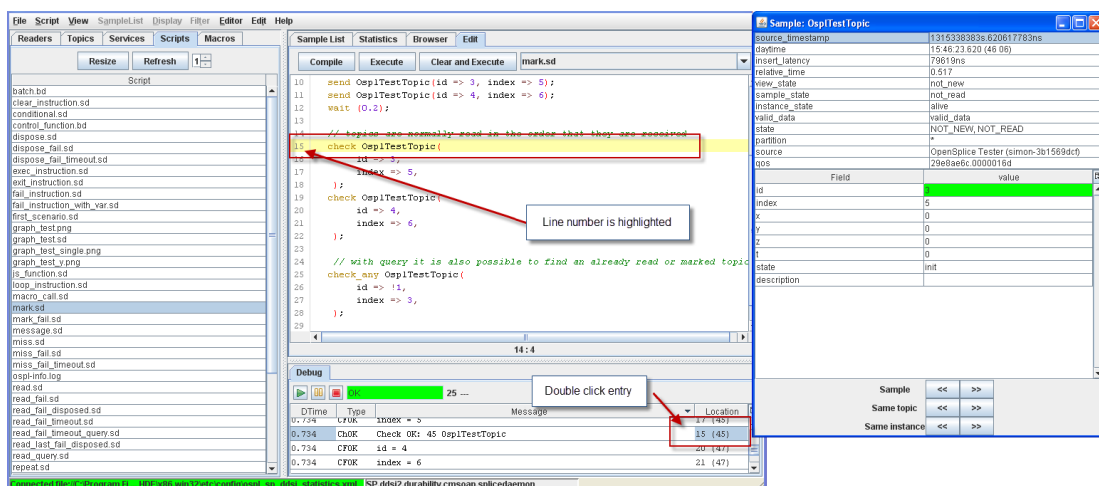 File Script View SampleList Display Filter Editor Edit Help
Readers Topics Services Scripts Macros
Resize Refresh 1
Script
batch.bd
clear_instruction.sd
conditional.sd
control_function.bd
dispose.sd
dispose_fail.sd
dispose_fail_timeout.sd
exec_instruction.sd
exit_instruction.sd
fail_instruction.sd
fail_instruction_with_var.sd
first_scenario.sd
graph_test.png
graph_test.sd
graph_test_single.png
graph_test_y.png
js_function.sd
loop_instruction.sd
macro_call.sd
mark.sd
mark_fail.sd
message.sd
miss.sd
miss_fail.sd
miss_fail_timeout.sd
ospl-info.log
read.sd
read_fail.sd
read_fail_disposed.sd
read_fail_timeout.sd
read_fail_timeout_query.sd
read_last_fail_disposed.sd
read_query.sd
repeat.sd
Sample List Statistics Browser Edit
Compile Execute Clear and Execute mark.sd
10 send OsplTestTopic(id => 3, index => 5);
11 send OsplTestTopic(id => 4, index => 6);
12 wait (0.2);
13
14 // topics are normally read in the order that they are received
15 check OsplTestTopic(
16 id => 3,
17 index => 5,
18 );
19 check OsplTestTopic(
20 id => 4,
21 index => 6,
22 );
23
24 // with query it is also possible to find an already read or marked topic
25 check_any OsplTestTopic(
26 id => !1,
27 index => 3,
28 );
29
Line number is highlighted
14 : 4
Debug
OK 25 ---
Double click entry
DTime Type Message Location
0.734 CFOK index = 5 17 (45)
0.734 ChOK Check OK: 45 OsplTestTopic 15 (45)
0.734 CFOK id = 4 20 (47)
0.734 CFOK index = 6 21 (47)
SP ddsi2 durability cmsoap splicedaemon
Sample: OsplTestTopic
source_timestamp 1315338383s.620617783ns
daytime 15:46:23.620 (46 06)
insert_latency 79619ns
relative_time 0.517
view_state not_new
sample_state not_read
instance_state alive
valid_data valid_data
state NOT_NEW, NOT_READ
partition *
source OpenSplice Tester (simon-3b1569dcf)
qos 29e8ae6c.0000016d
Field value
id 3
index 5
x 0
y 0
z 0
t 0
state init
description
Sample << >>
Same topic << >>
Same instance << >>